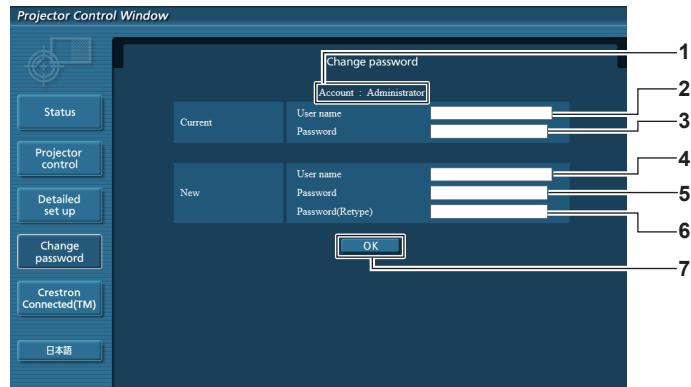 Projector Control Window
Change password
Account : Administrator
Status
Projector
control
Detailed
set up
Change
password
Crestron
Connected(TM)
日本語
Current
User name
Password
New
User name
Password
Password(Retype)
OK
1
2
3
4
5
6
7